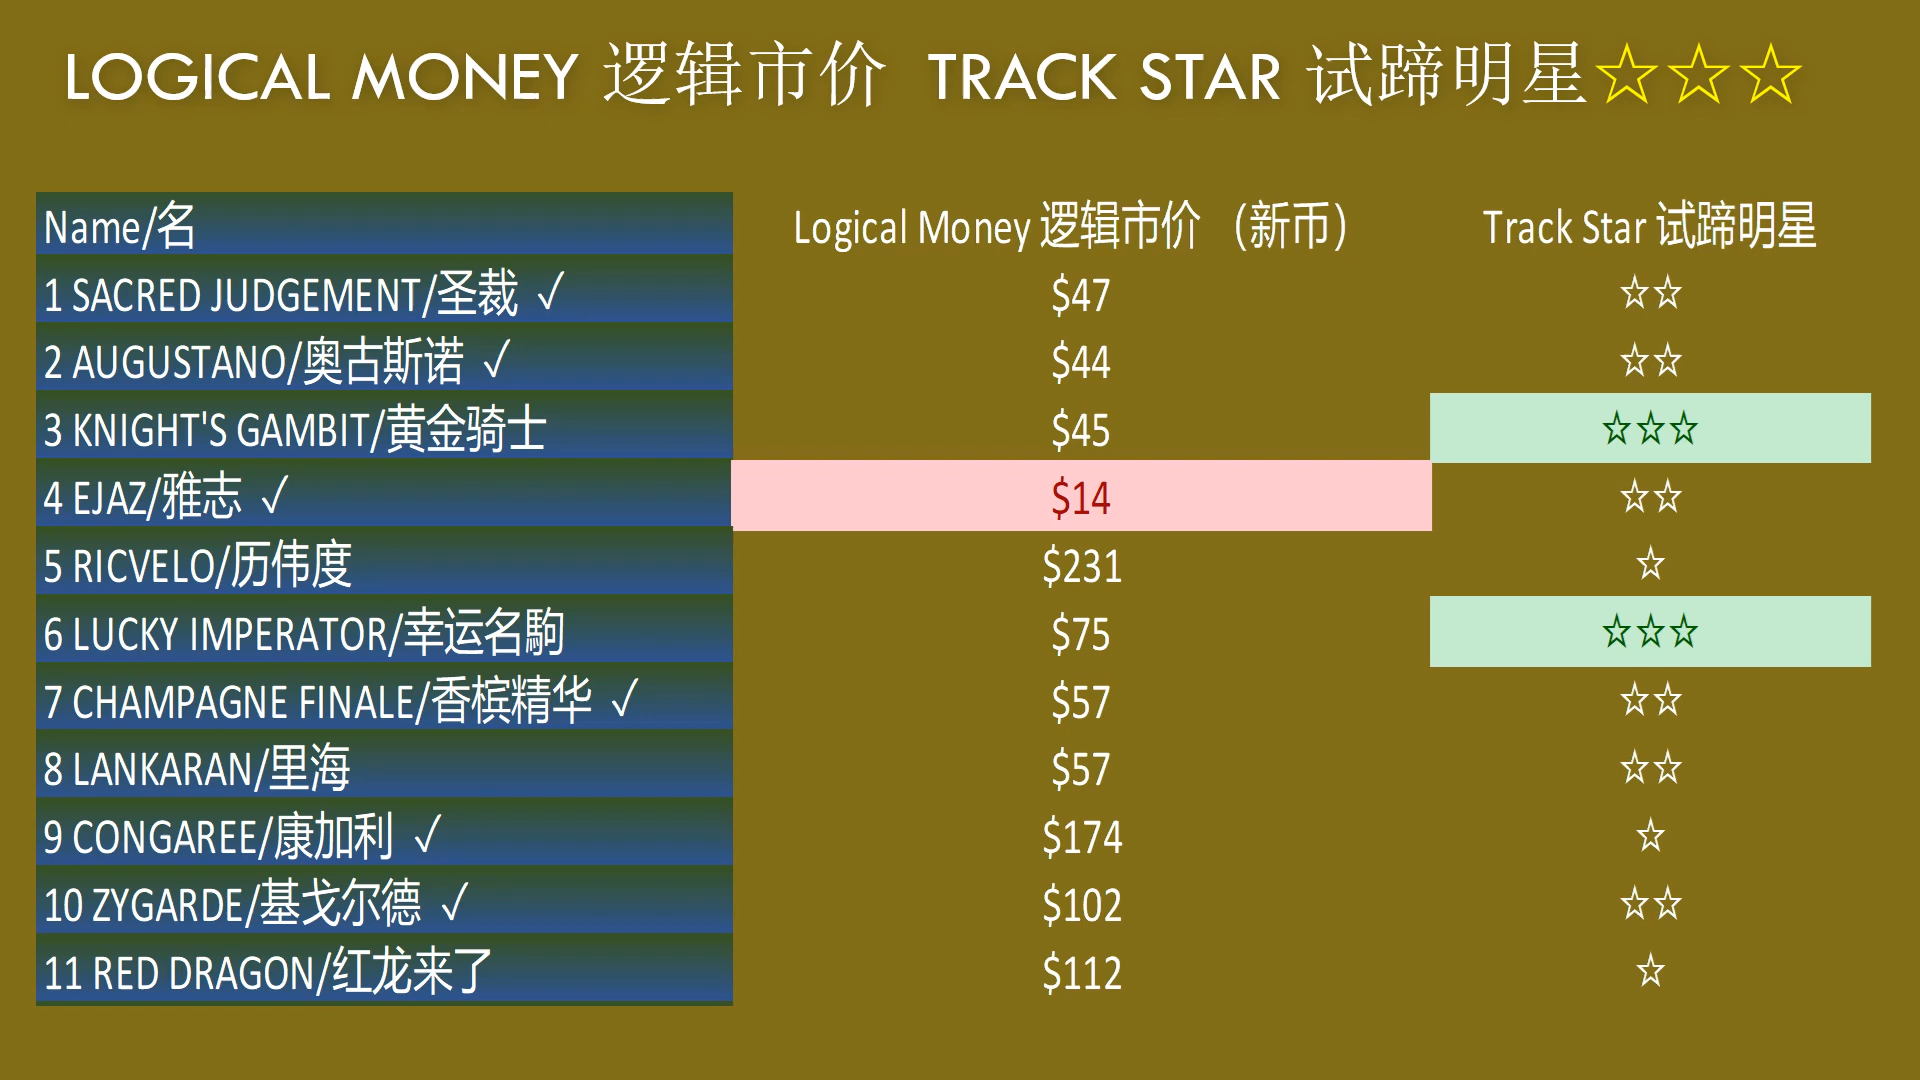 LOGICAL MONEY 逻辑市价 TRACK STAR 试蹄明星☆☆☆
Name/名 Logical Money 逻辑市价 （新币） Track Star 试蹄明星
1 SACRED JUDGEMENT/圣裁 ✓ $47 ☆☆
2 AUGUSTANO/奥古斯诺 ✓ $44 ☆☆
3 KNIGHT'S GAMBIT/黄金骑士 $45 ☆☆☆
4 EJAZ/雅志 ✓ $14 ☆☆
5 RICVELO/历伟度 $231 ☆
6 LUCKY IMPERATOR/幸运名駒 $75 ☆☆☆
7 CHAMPAGNE FINALE/香槟精华 ✓ $57 ☆☆
8 LANKARAN/里海 $57 ☆☆
9 CONGAREE/康加利 ✓ $174 ☆
10 ZYGARDE/基戈尔德 ✓ $102 ☆☆
11 RED DRAGON/红龙来了 $112 ☆